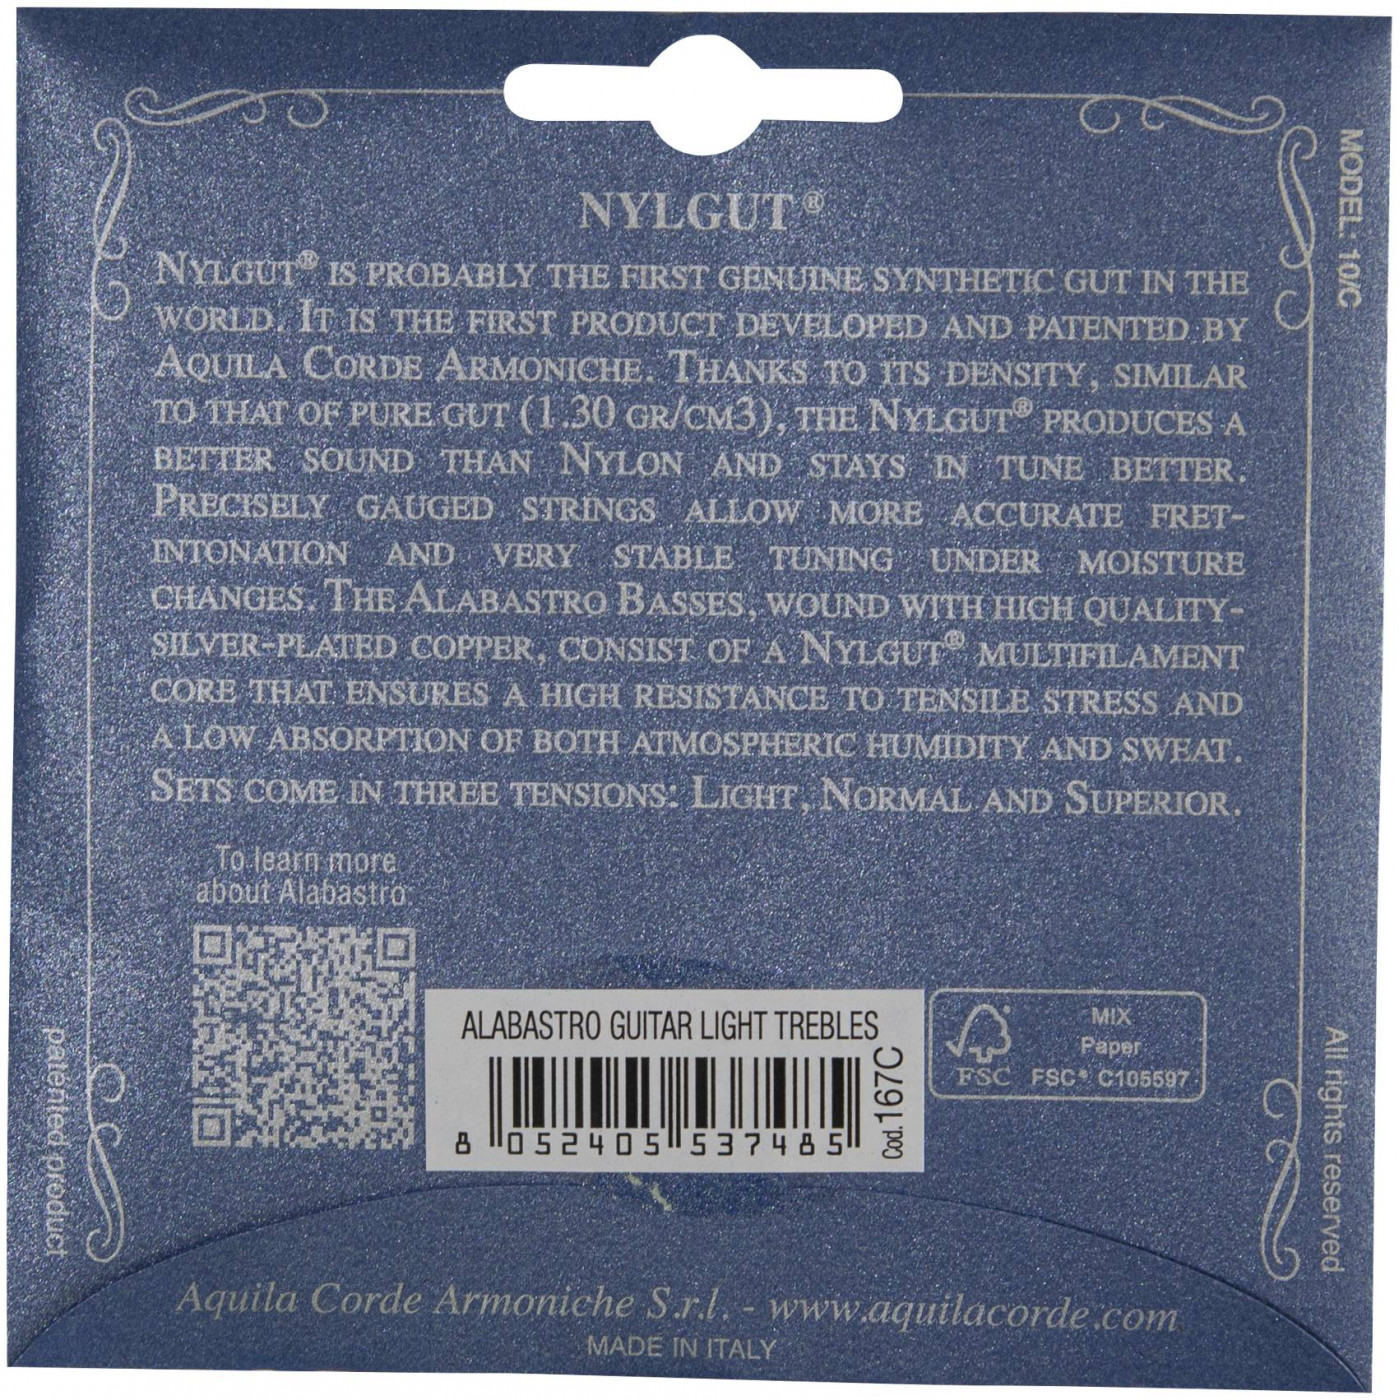 NYLGUT®
NYLGUT® IS PROBABLY THE FIRST GENUINE SYNTHETIC GUT IN THE
WORLD. IT IS THE FIRST PRODUCT DEVELOPED AND PATENTED BY
AQUILA CORDE ARMONICHE. THANKS TO ITS DENSITY, SIMILAR
TO THAT OF PURE GUT (1.30 GR/CM3), THE NYLGUT® PRODUCES A
BETTER SOUND THAN NYLON AND STAYS IN TUNE BETTER.
PRECISELY GAUGED STRINGS ALLOW MORE ACCURATE FRET-
INTONATION AND VERY STABLE TUNING UNDER MOISTURE
CHANGES. THE ALABASTRO BASSES, WOUND WITH HIGH QUALITY-
SILVER-PLATED COPPER, CONSIST OF A NYLGUT® MULTIFILAMENT
CORE THAT ENSURES A HIGH RESISTANCE TO TENSILE STRESS AND
A LOW ABSORPTION OF BOTH ATMOSPHERIC HUMIDITY AND SWEAT.
SETS COME IN THREE TENSIONS: LIGHT, NORMAL AND SUPERIOR.
MODEL: 10/C
To learn more
about Alabastro:
ALABASTRO GUITAR LIGHT TREBLES
8 052405 537485
Cod. 167C
FSC
MIX
Paper
FSC® C105597
patented product
All rights reserved
Aquila Corde Armoniche S.r.l. - www.aquilacorde.com
MADE IN ITALY